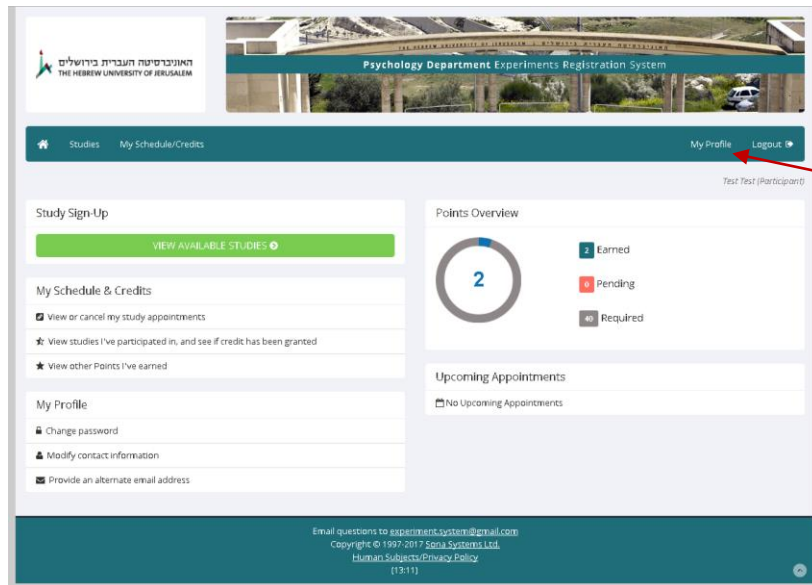 האוניברסיטה העברית בירושלים
THE HEBREW UNIVERSITY OF JERUSALEM
THE HEBREW UNIVERSITY OF JERUSALEM
Psychology Department Experiments Registration System
Studies My Schedule/Credits My Profile Logout
Test Test (Participant)
Study Sign-Up
VIEW AVAILABLE STUDIES
My Schedule & Credits
View or cancel my study appointments
View studies I've participated in, and see if credit has been granted
View other Points I've earned
My Profile
Change password
Modify contact information
Provide an alternate email address
Points Overview
2
2 Earned
0 Pending
40 Required
Upcoming Appointments
No Upcoming Appointments
Email questions to experiment.system@gmail.com
Copyright © 1997-2017 Sona Systems Ltd.
Human Subjects/Privacy Policy
[13:11]